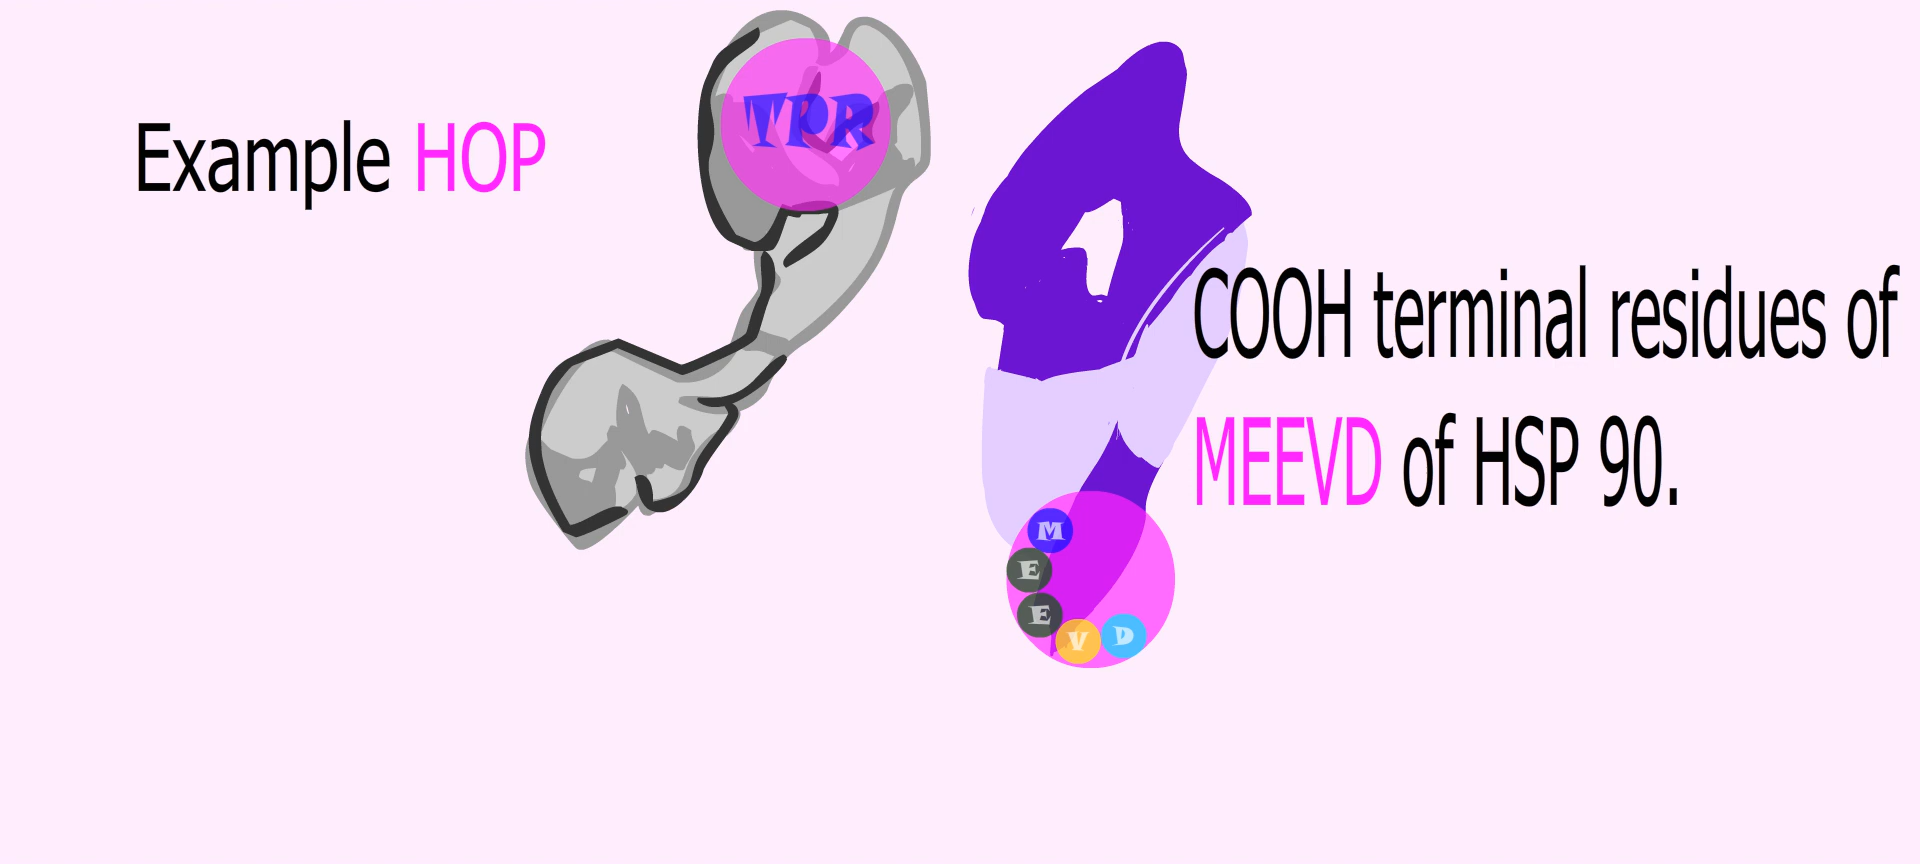 Example HOP
TPR
COOH terminal residues of
MEEVD of HSP 90.
M
E
E
V
D